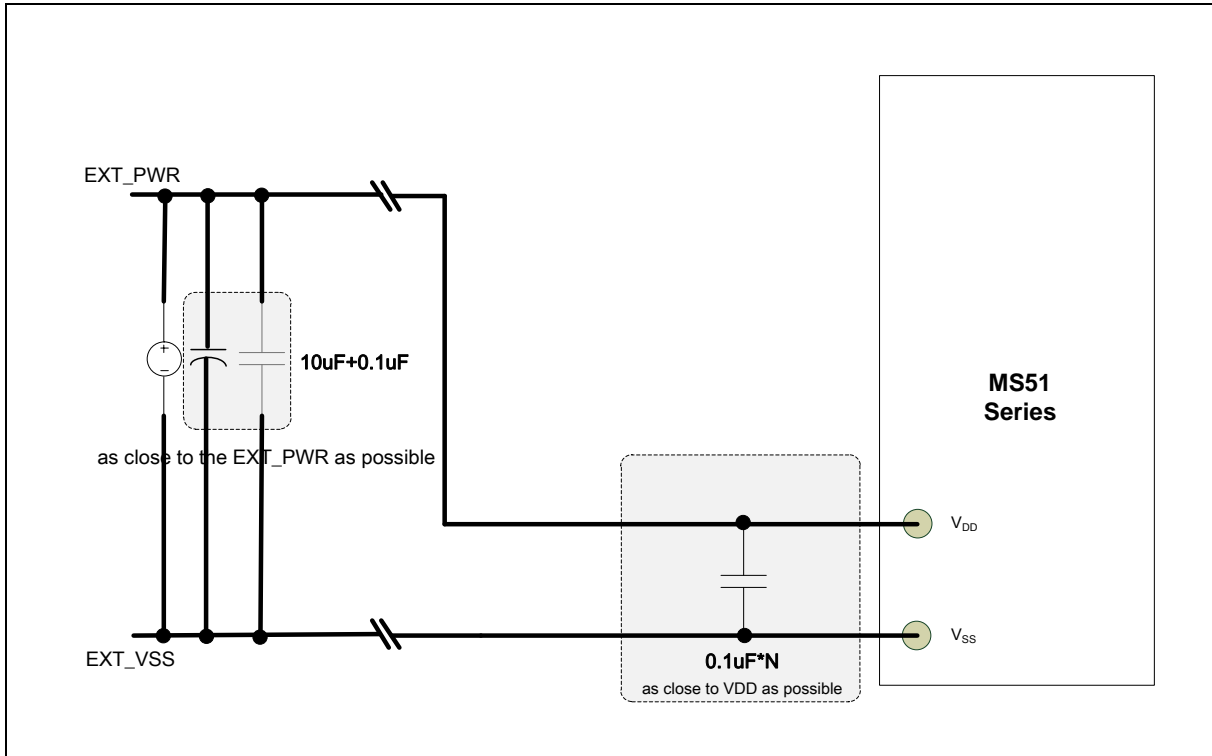 EXT_PWR
10uF+0.1uF
as close to the EXT_PWR as possible
MS51
Series
VDD
VSS
EXT_VSS
0.1uF*N
as close to VDD as possible